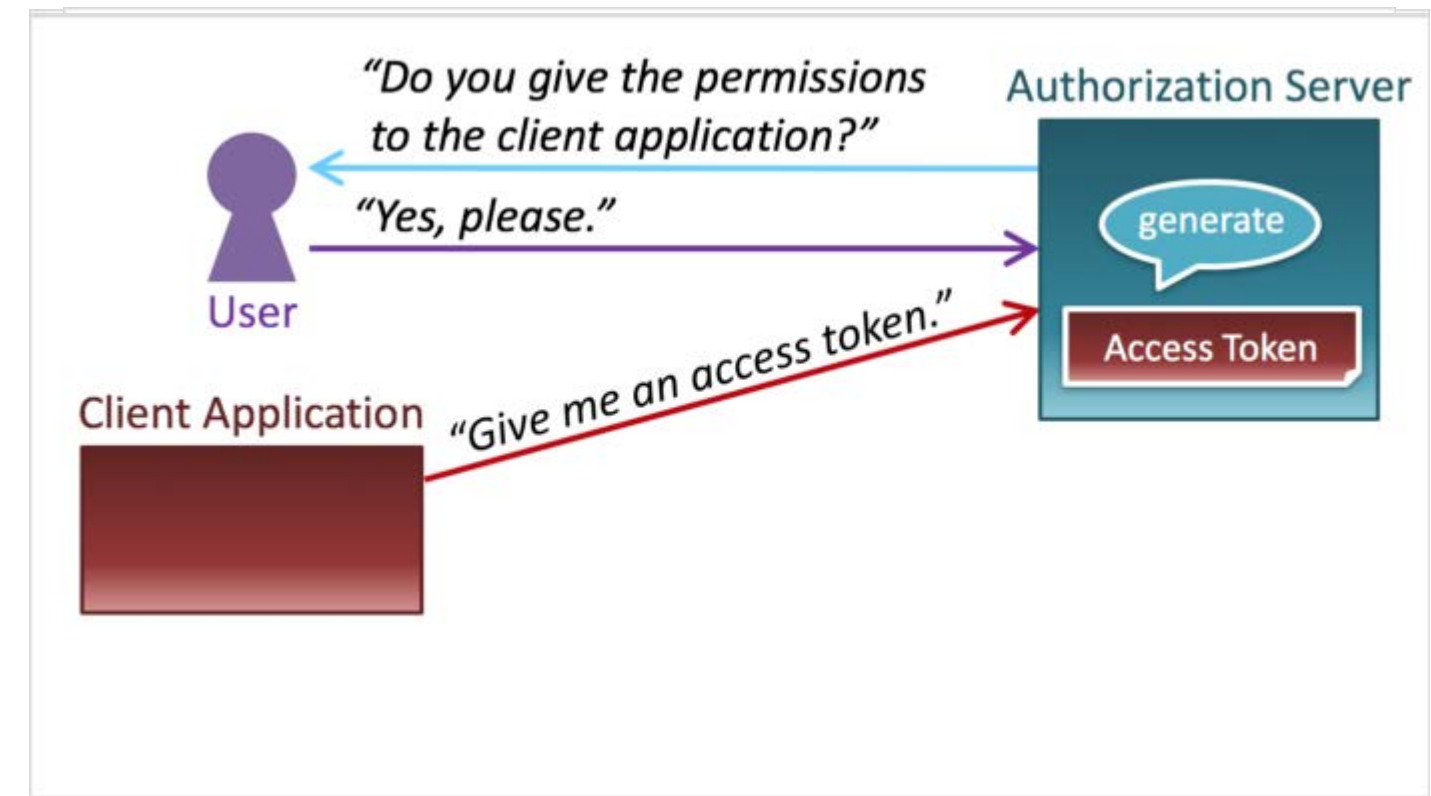 “Do you give the permissions
to the client application?”
Authorization Server
“Yes, please.”
generate
User
“Give me an access token.”
Access Token
Client Application